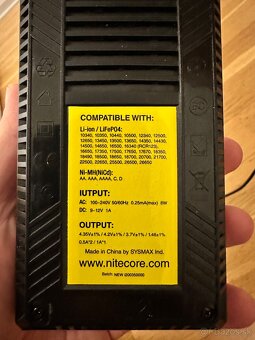 COMPATIBLE WITH:
Li-ion / LiFePO4:
10340, 10350, 10440, 10500, 12340, 12500,
12650, 13450, 13500, 13650, 14350, 14430,
14500, 14650, 16500, 16340 (RCR123),
16650, 17350, 17500, 17650, 17670, 18350,
18490, 18500, 18650, 18700, 20700, 21700,
22500, 22650, 25500, 26500, 26650
Ni-MH(NiCd):
AA, AAA, AAAA, C, D
IUTPUT:
AC: 100-240V 50/60Hz 0.25mA(max) 8W
DC: 9-12V 1A
OUTPUT:
4.35V±1% / 4.2V±1% / 3.7V±1% / 1.48±1%
0.5A*2 / 1A*1
Made in China by SYSMAX Ind.
www.nitecore.com
Batch: NEW